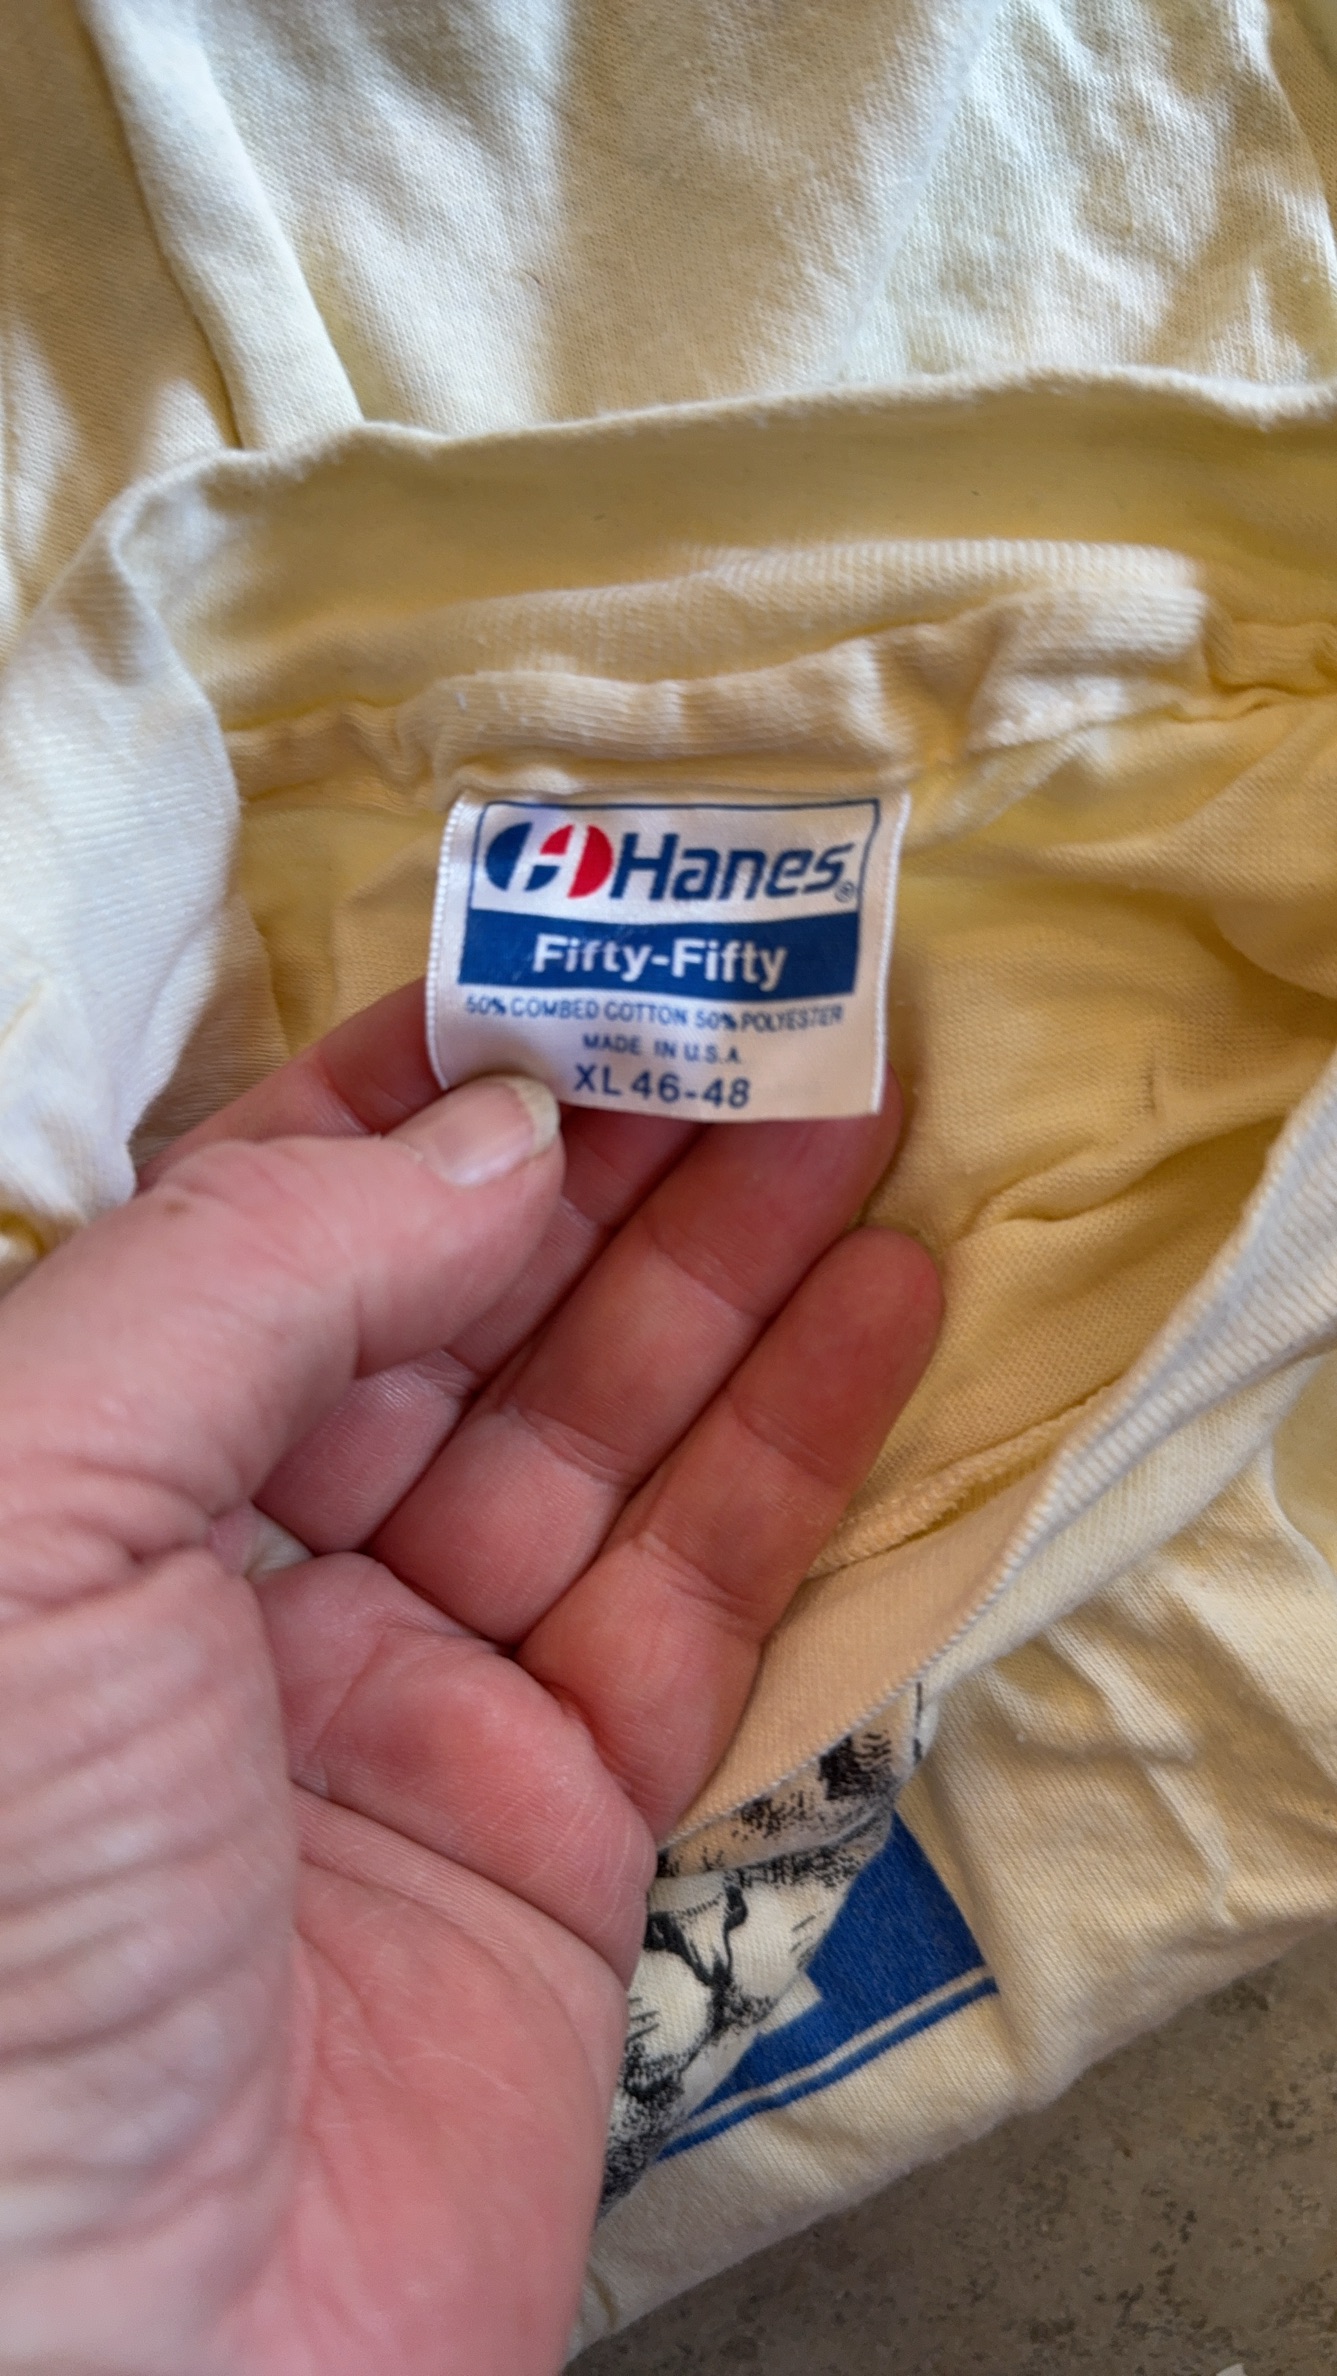 Hanes®
Fifty-Fifty
50% COMBED COTTON 50% POLYESTER
MADE IN U.S.A.
XL 46-48